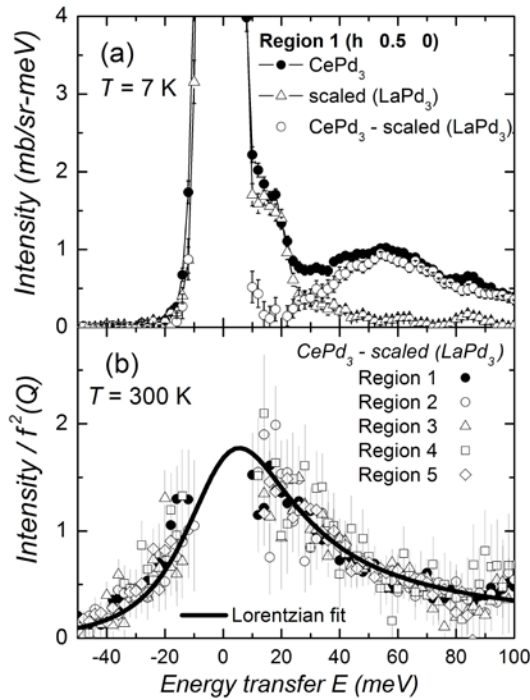 4
(a)
Region 1 (h 0.5 0)
T = 7 K
CePd₃
scaled (LaPd₃)
CePd₃ - scaled (LaPd₃)
3
2
1
0
Intensity (mb/sr-meV)
(b)
CePd₃ - scaled (LaPd₃)
T = 300 K
Region 1
Region 2
Region 3
Region 4
Region 5
2
1
0
Intensity / f²(Q)
Lorentzian fit
-40 -20 0 20 40 60 80 100
Energy transfer E (meV)